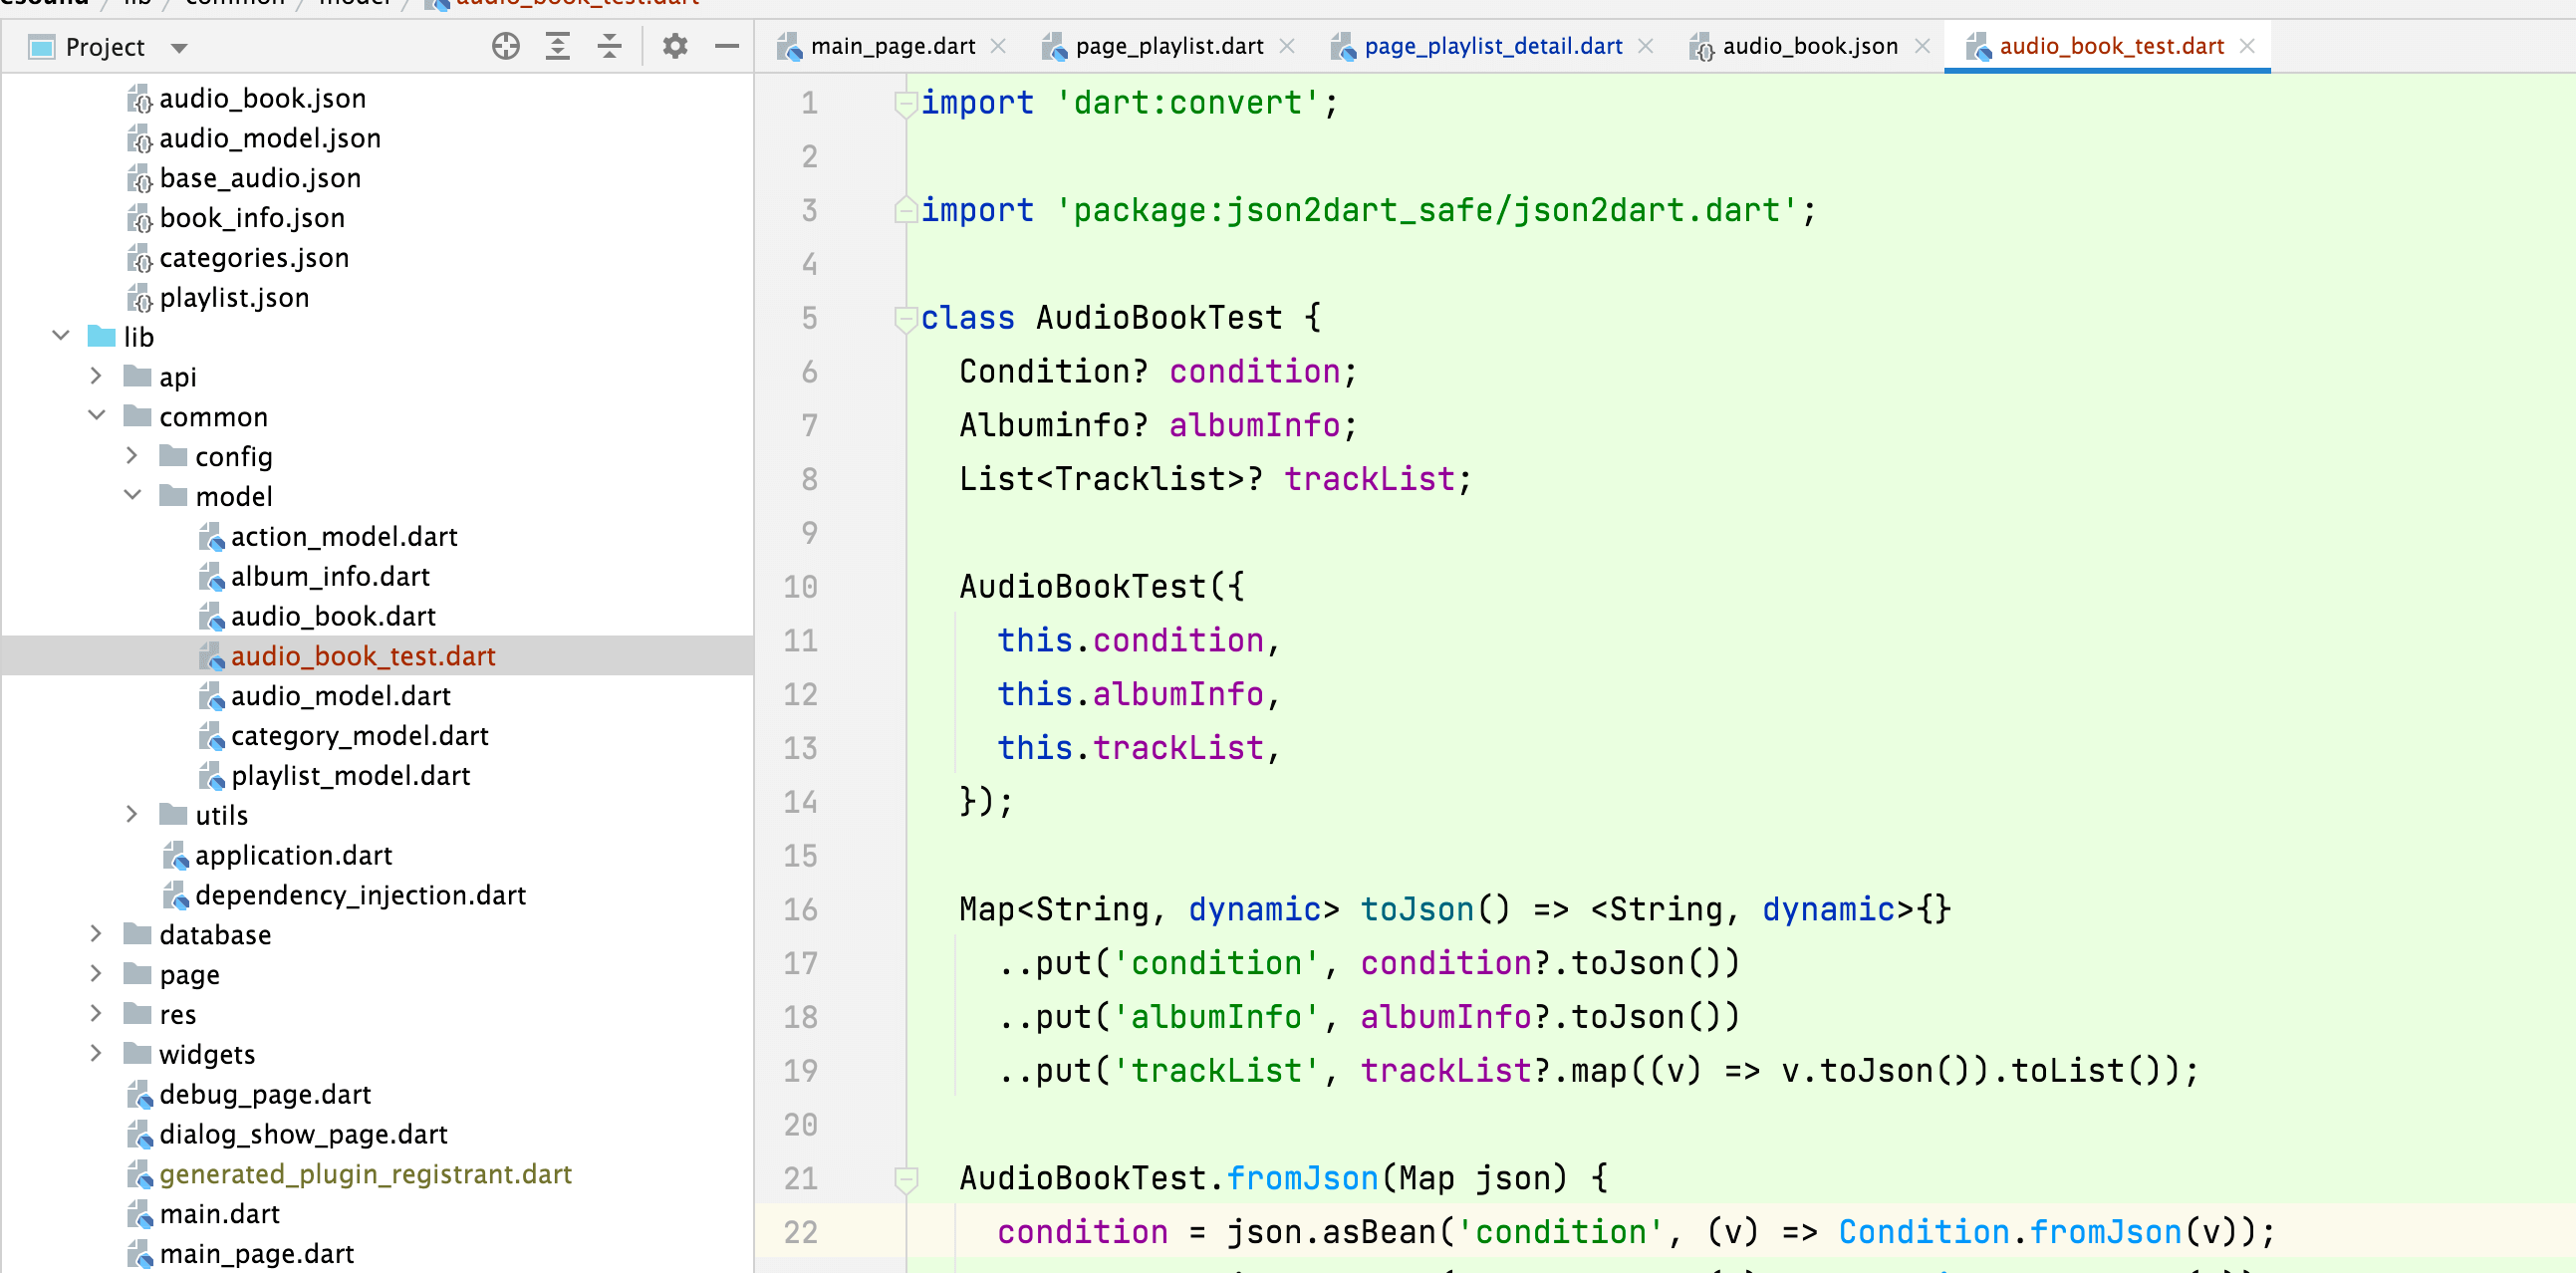 esound / lib / common / model / audio_book_test.dart
Project
main_page.dart
page_playlist.dart
page_playlist_detail.dart
audio_book.json
audio_book_test.dart
audio_book.json
audio_model.json
base_audio.json
book_info.json
categories.json
playlist.json
lib
api
common
config
model
action_model.dart
album_info.dart
audio_book.dart
audio_book_test.dart
audio_model.dart
category_model.dart
playlist_model.dart
utils
application.dart
dependency_injection.dart
database
page
res
widgets
debug_page.dart
dialog_show_page.dart
generated_plugin_registrant.dart
main.dart
main_page.dart
1 import 'dart:convert';
2
3 import 'package:json2dart_safe/json2dart.dart';
4
5 class AudioBookTest {
6 Condition? condition;
7 Albuminfo? albumInfo;
8 List<Tracklist>? trackList;
9
10 AudioBookTest({
11 this.condition,
12 this.albumInfo,
13 this.trackList,
14 });
15
16 Map<String, dynamic> toJson() => <String, dynamic>{}
17 ..put('condition', condition?.toJson())
18 ..put('albumInfo', albumInfo?.toJson())
19 ..put('trackList', trackList?.map((v) => v.toJson()).toList());
20
21 AudioBookTest.fromJson(Map json) {
22 condition = json.asBean('condition', (v) => Condition.fromJson(v));